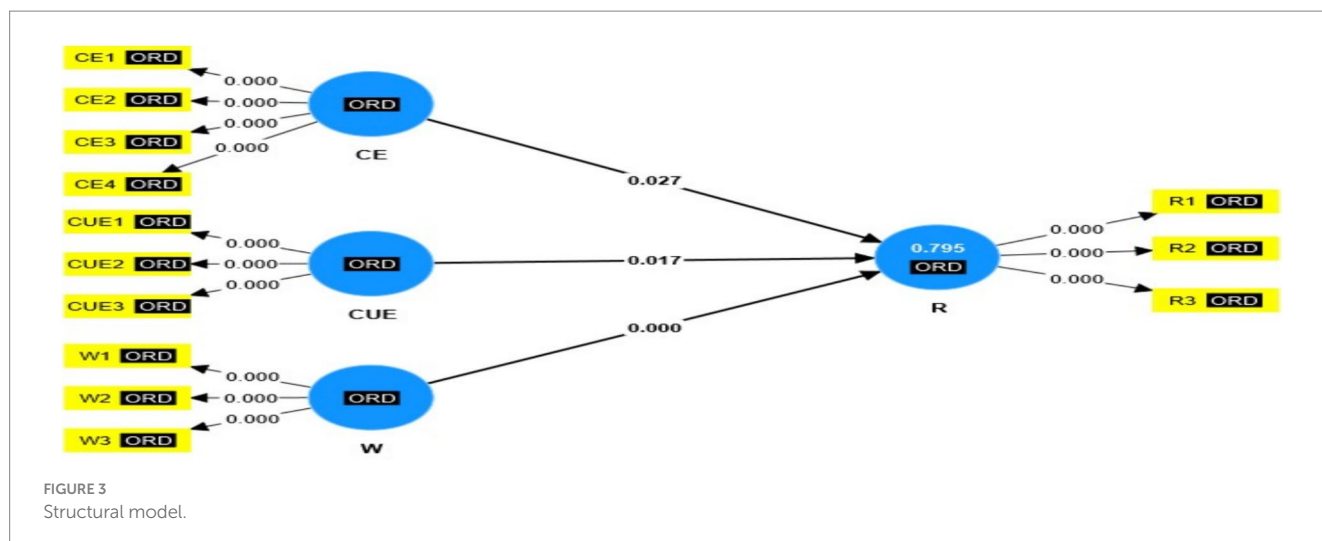 CE1 ORD
CE2 ORD
CE3 ORD
CE4 ORD
0.000
0.000
0.000
0.000
ORD
CE
CUE1 ORD
CUE2 ORD
CUE3 ORD
0.000
0.000
0.000
ORD
CUE
W1 ORD
W2 ORD
W3 ORD
0.000
0.000
0.000
ORD
W
0.027
0.017
0.000
0.795
ORD
R
0.000
0.000
0.000
R1 ORD
R2 ORD
R3 ORD
FIGURE 3
Structural model.